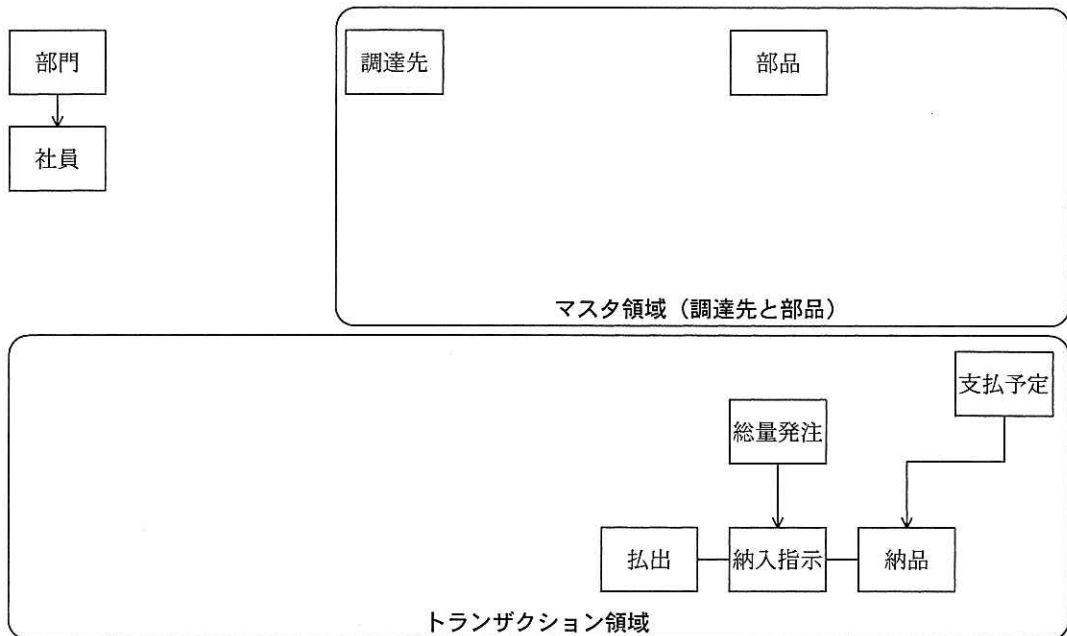 部門
調達先
部品
社員
マスタ領域（調達先と部品）
支払予定
総量発注
払出
納入指示
納品
トランザクション領域